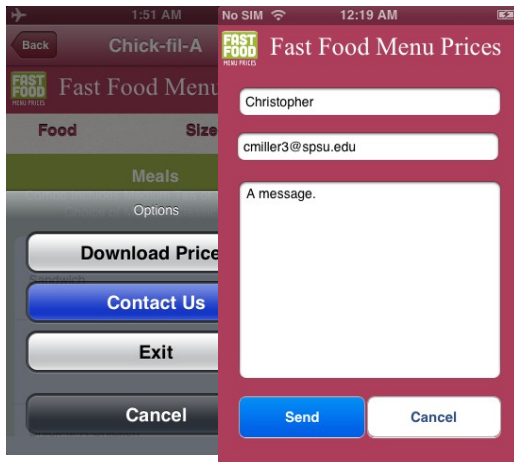 1:51 AM
Back
Chick-fil-A
FAST
FOOD
MENU PRICES
Fast Food Menu
Food
Size
Meals
Options
Download Price
Sandwich
Contact Us
Exit
Cancel
No SIM
12:19 AM
FAST
FOOD
MENU PRICES
Fast Food Menu Prices
Christopher
cmiller3@spsu.edu
A message.
Send
Cancel